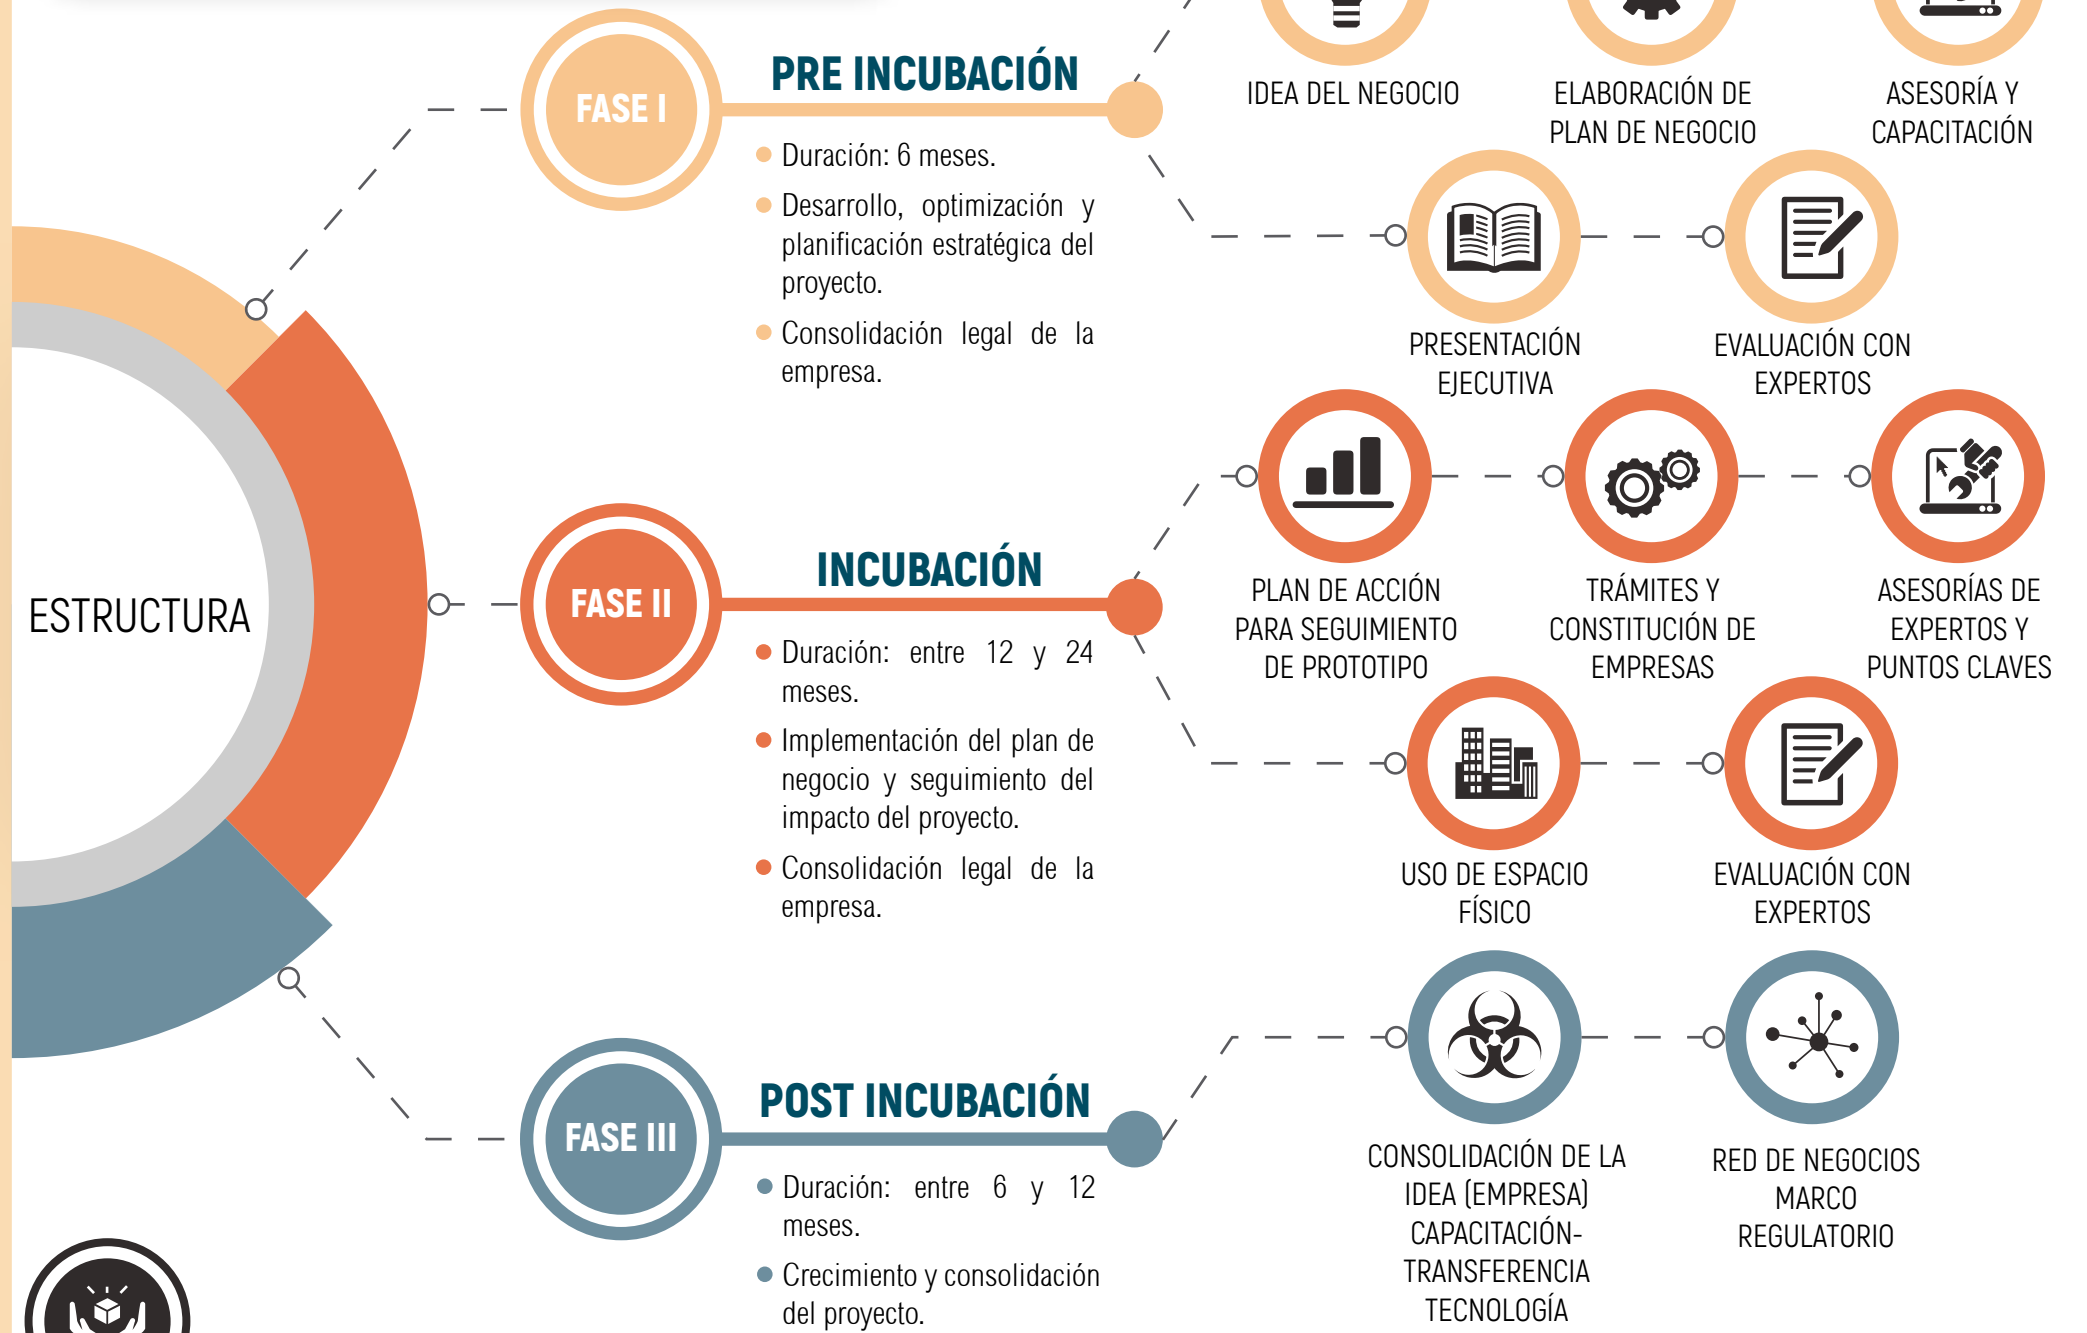 ESTRUCTURA
FASE I
PRE INCUBACIÓN
Duración: 6 meses.
Desarrollo, optimización y
planificación estratégica del
proyecto.
Consolidación legal de la
empresa.
IDEA DEL NEGOCIO
ELABORACIÓN DE
PLAN DE NEGOCIO
ASESORÍA Y
CAPACITACIÓN
PRESENTACIÓN
EJECUTIVA
EVALUACIÓN CON
EXPERTOS
FASE II
INCUBACIÓN
Duración: entre 12 y 24
meses.
Implementación del plan de
negocio y seguimiento del
impacto del proyecto.
Consolidación legal de la
empresa.
PLAN DE ACCIÓN
PARA SEGUIMIENTO
DE PROTOTIPO
TRÁMITES Y
CONSTITUCIÓN DE
EMPRESAS
ASESORÍAS DE
EXPERTOS Y
PUNTOS CLAVES
USO DE ESPACIO
FÍSICO
EVALUACIÓN CON
EXPERTOS
FASE III
POST INCUBACIÓN
Duración: entre 6 y 12
meses.
Crecimiento y consolidación
del proyecto.
CONSOLIDACIÓN DE LA
IDEA (EMPRESA)
CAPACITACIÓN-
TRANSFERENCIA
TECNOLOGÍA
RED DE NEGOCIOS
MARCO
REGULATORIO